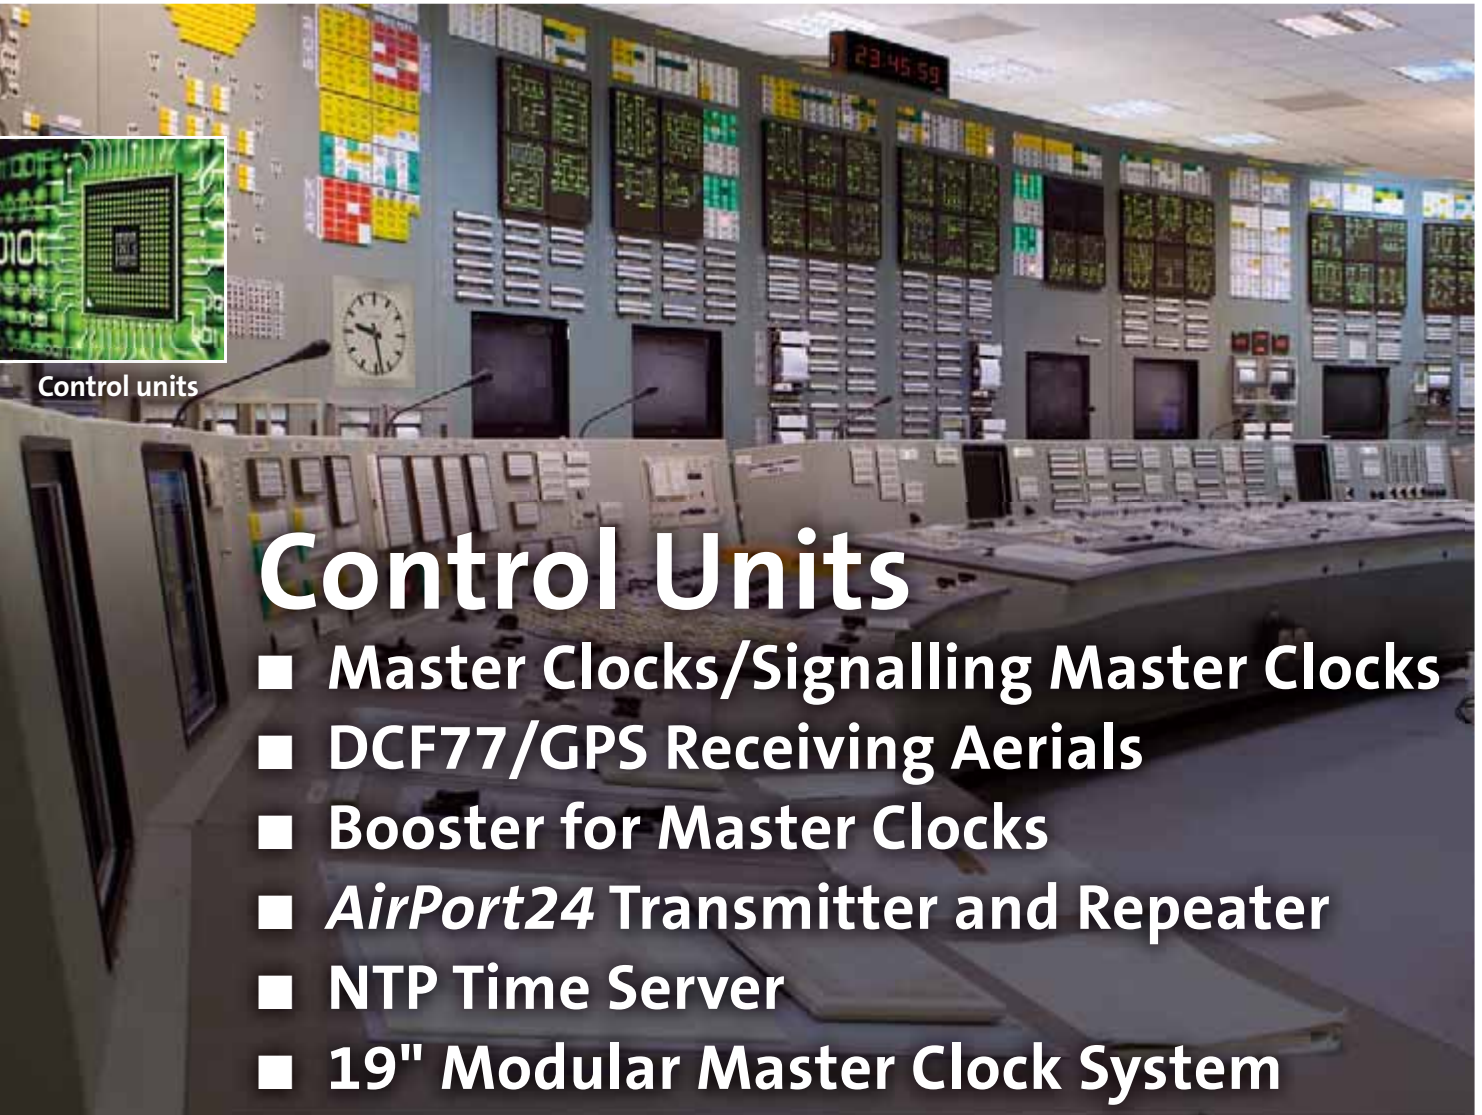 23:45:59
Control units
Control Units
■ Master Clocks/Signalling Master Clocks
■ DCF77/GPS Receiving Aerials
■ Booster for Master Clocks
■ AirPort24 Transmitter and Repeater
■ NTP Time Server
■ 19" Modular Master Clock System